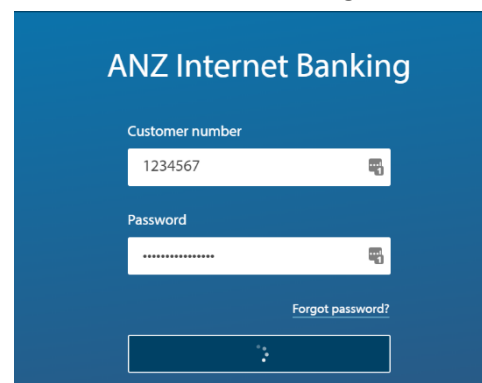 ANZ Internet Banking
Customer number
1234567
Password
•••••••••••••••
Forgot password?